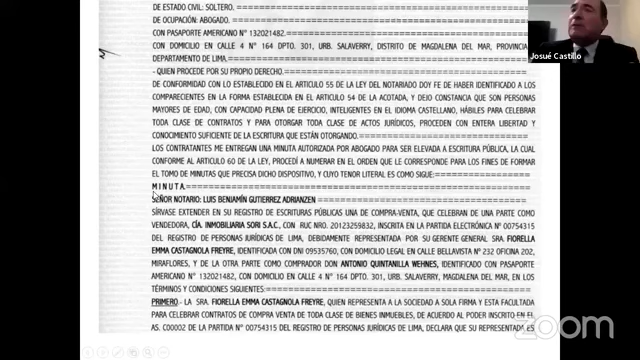 DE ESTADO CIVIL: SOLTERO.
DE OCUPACIÓN: ABOGADO.
CON PASAPORTE AMERICANO N° 132021482.
CON DOMICILIO EN CALLE 4 N° 164 DPTO. 301, URB. SALAVERRY, DISTRITO DE MAGDALENA DEL MAR, PROVINCIA
DEPARTAMENTO DE LIMA.
- QUIEN PROCEDE POR SU PROPIO DERECHO.
DE CONFORMIDAD CON LO ESTABLECIDO EN EL ARTICULO 55 DE LA LEY DEL NOTARIADO DOY FE DE HABER IDENTIFICADO A LOS
COMPARECIENTES EN LA FORMA ESTABLECIDA EN EL ARTICULO 54 DE LA ACOTADA, Y DEJO CONSTANCIA QUE SON PERSONAS
MAYORES DE EDAD, CON CAPACIDAD PLENA DE EJERCICIO, INTELIGENTES EN EL IDIOMA CASTELLANO, HÁBILES PARA CELEBRAR
TODA CLASE DE CONTRATOS Y PARA OTORGAR TODA CLASE DE ACTOS JURÍDICOS, PROCEDEN CON ENTERA LIBERTAD Y
CONOCIMIENTO SUFICIENTE DE LA ESCRITURA QUE ESTÁN OTORGANDO.
LOS CONTRATANTES ME ENTREGAN UNA MINUTA AUTORIZADA POR ABOGADO PARA SER ELEVADA A ESCRITURA PÚBLICA, LA CUAL
CONFORME AL ARTICULO 60 DE LA LEY, PROCEDÍ A NUMERAR EN EL ORDEN QUE LE CORRESPONDE PARA LOS FINES DE FORMAR
EL TOMO DE MINUTAS QUE PRECISA DICHO DISPOSITIVO, Y CUYO TENOR LITERAL ES COMO SIGUE:
M I N U T A.
SEÑOR NOTARIO: LUIS BENJAMÍN GUTIERREZ ADRIANZEN
SÍRVASE EXTENDER EN SU REGISTRO DE ESCRITURAS PÚBLICAS UNA DE COMPRA-VENTA, QUE CELEBRAN DE UNA PARTE COMO
VENDEDORA, CÍA. INMOBILIARIA SORI S.A.C., CON RUC NRO. 20123259832, INSCRITA EN LA PARTIDA ELECTRÓNICA N° 00754315
DEL REGISTRO DE PERSONAS JURÍDICAS DE LIMA, DEBIDAMENTE REPRESENTADA POR SU GERENTE GENERAL SRA. FIORELLA
EMMA CASTAGNOLA FREYRE, IDENTIFICADA CON DNI 09535760, CON DOMICILIO LEGAL EN CALLE BELLAVISTA N° 232 OFICINA 202,
MIRAFLORES, Y DE LA OTRA PARTE COMO COMPRADOR DON ANTONIO QUINTANILLA WEHNES, IDENTIFICADO CON PASAPORTE
AMERICANO N° 132021482, CON DOMICILIO EN CALLE 4 N° 164 DPTO. 301, URB. SALAVERRY, MAGDALENA DEL MAR, EN LOS
TÉRMINOS Y CONDICIONES SIGUIENTES:
PRIMERO.- LA SRA. FIORELLA EMMA CASTAGNOLA FREYRE, QUIEN REPRESENTA A LA SOCIEDAD A SOLA FIRMA Y ESTA FACULTADA
PARA CELEBRAR CONTRATOS DE COMPRA VENTA DE TODA CLASE DE BIENES INMUEBLES, DE ACUERDO AL PODER INSCRITO EN EL
AS. C00002 DE LA PARTIDA N° 00754315 DEL REGISTRO DE PERSONAS JURÍDICAS DE LIMA, DECLARA QUE SU REPRESENTADA ES
Josué Castillo
zoom